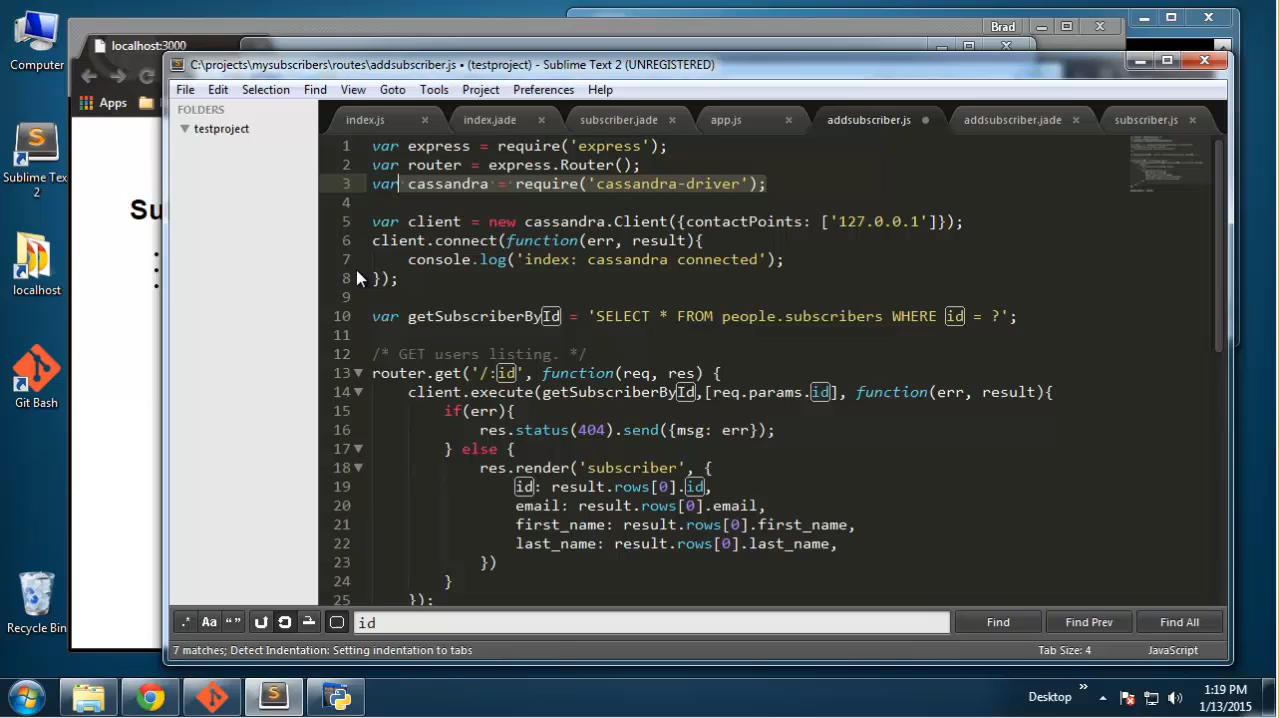 Computer
Sublime Text
2
localhost
Git Bash
Recycle Bin
Brad
localhost:3000
Apps
Su
C:\projects\mysubscribers\routes\addsubscriber.js • (testproject) - Sublime Text 2 (UNREGISTERED)
File Edit Selection Find View Goto Tools Project Preferences Help
FOLDERS
testproject
index.js index.jade subscriber.jade app.js addsubscriber.js addsubscriber.jade subscriber.js
1 var express = require('express');
2 var router = express.Router();
3 var cassandra = require('cassandra-driver');
4
5 var client = new cassandra.Client({contactPoints: ['127.0.0.1']});
6 client.connect(function(err, result){
7 console.log('index: cassandra connected');
8 });
9
10 var getSubscriberById = 'SELECT * FROM people.subscribers WHERE id = ?';
11
12 /* GET users listing. */
13 router.get('/:id', function(req, res) {
14 client.execute(getSubscriberById,[req.params.id], function(err, result){
15 if(err){
16 res.status(404).send({msg: err});
17 } else {
18 res.render('subscriber', {
19 id: result.rows[0].id,
20 email: result.rows[0].email,
21 first_name: result.rows[0].first_name,
22 last_name: result.rows[0].last_name,
23 })
24 }
25 });
.* Aa “” id Find Find Prev Find All
7 matches; Detect Indentation: Setting indentation to tabs Tab Size: 4 JavaScript
Desktop » 1:19 PM
1/13/2015